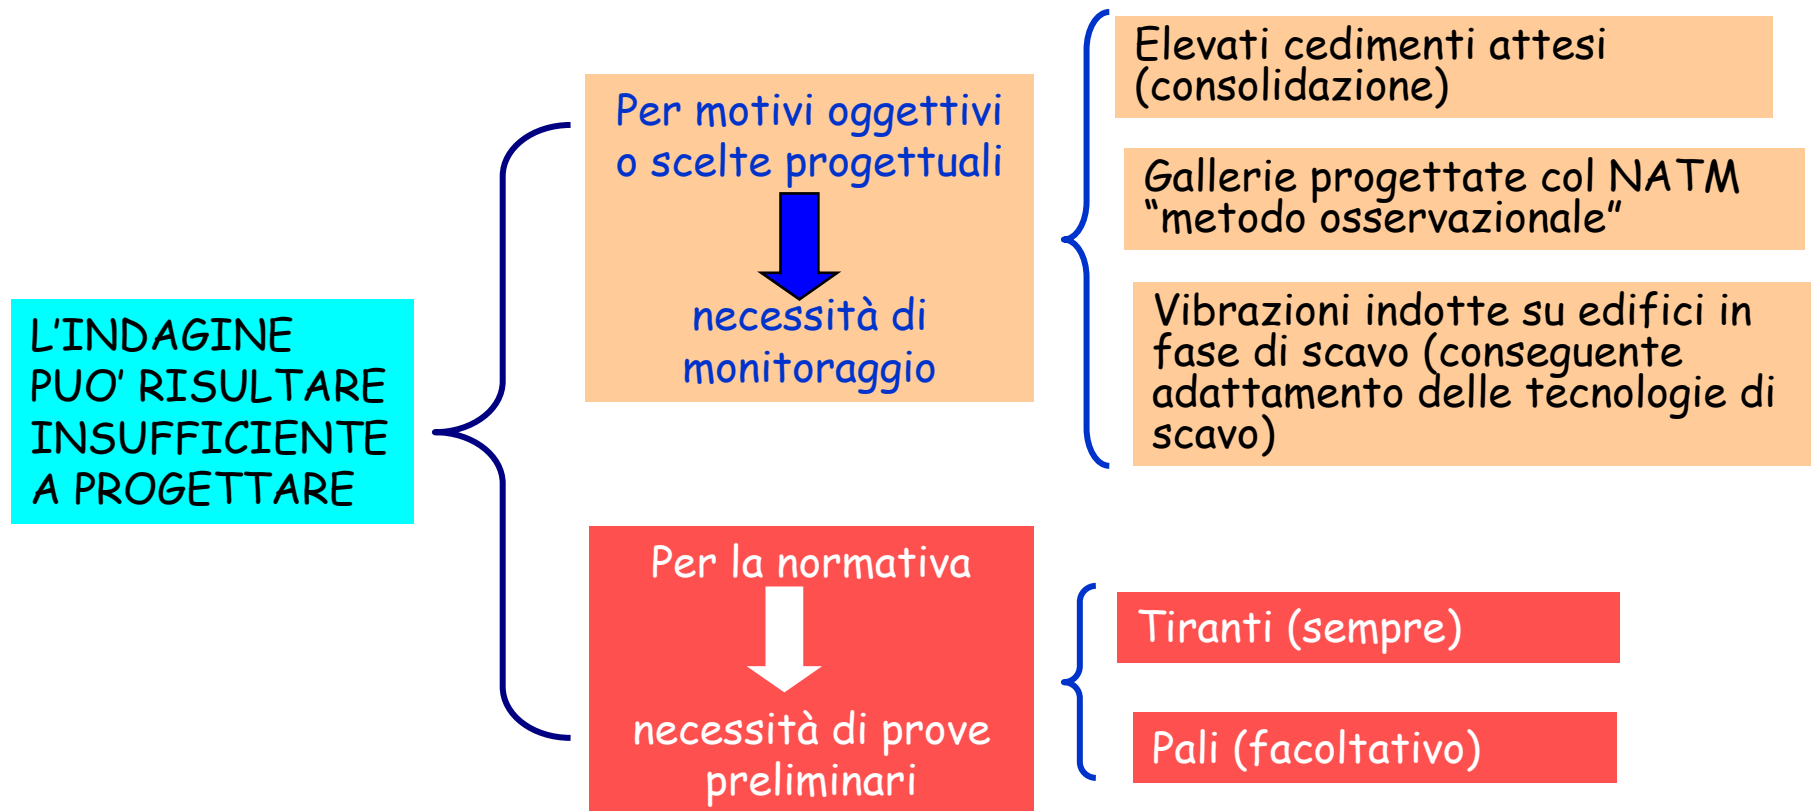 L'INDAGINE
PUO' RISULTARE
INSUFFICIENTE
A PROGETTARE
Per motivi oggettivi
o scelte progettuali
necessità di
monitoraggio
Elevati cedimenti attesi
(consolidazione)
Gallerie progettate col NATM
“metodo osservazionale”
Vibrazioni indotte su edifici in
fase di scavo (conseguente
adattamento delle tecnologie di
scavo)
Per la normativa
necessità di prove
preliminari
Tiranti (sempre)
Pali (facoltativo)